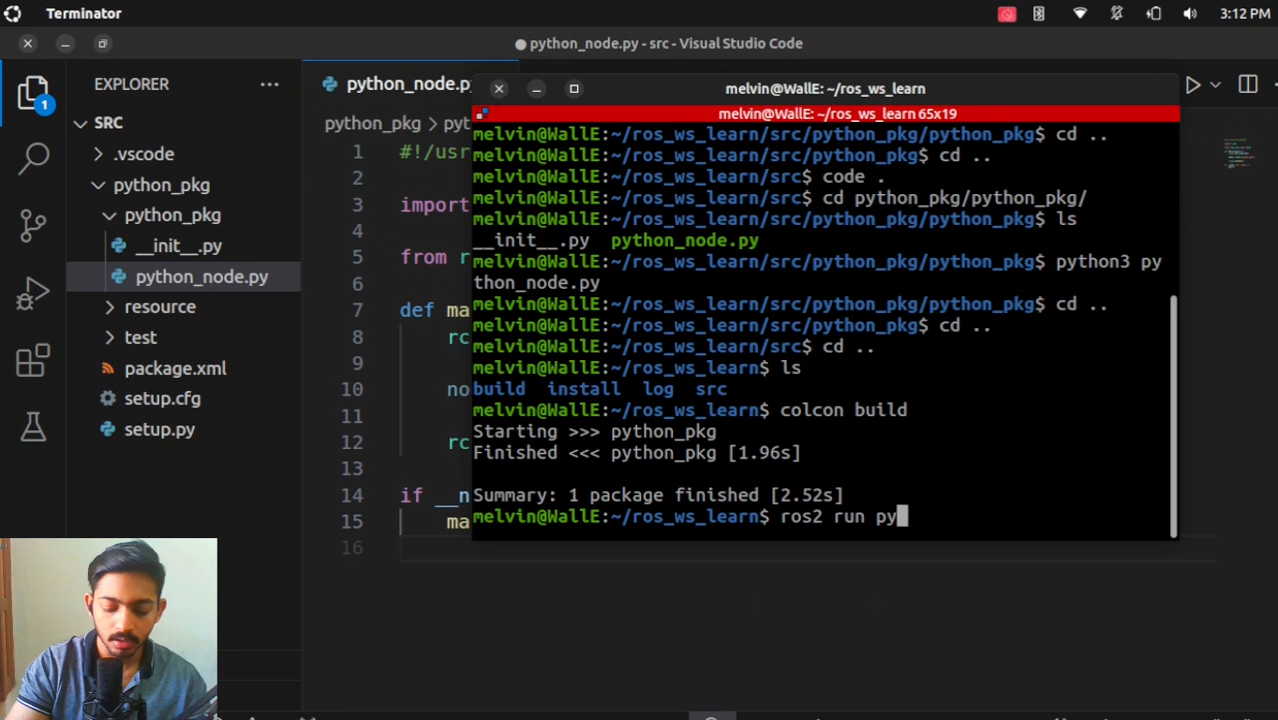 Terminator
3:12 PM
● python_node.py - src - Visual Studio Code
EXPLORER
python_node.py
melvin@WallE: ~/ros_ws_learn
1
SRC
melvin@WallE: ~/ros_ws_learn 65x19
python_pkg >
.vscode
python_pkg
python_pkg
__init__.py
python_node.py
resource
test
package.xml
setup.cfg
setup.py
1 #!/usr
2
3 import
4
5 from r
6
7 def ma
8 rc
9
10 no
11
12 rc
13
14 if __n
15 ma
16
melvin@WallE:~/ros_ws_learn/src/python_pkg/python_pkg$ cd ..
melvin@WallE:~/ros_ws_learn/src/python_pkg$ cd ..
melvin@WallE:~/ros_ws_learn/src$ code .
melvin@WallE:~/ros_ws_learn/src$ cd python_pkg/python_pkg/
melvin@WallE:~/ros_ws_learn/src/python_pkg/python_pkg$ ls
__init__.py python_node.py
melvin@WallE:~/ros_ws_learn/src/python_pkg/python_pkg$ python3 py
thon_node.py
melvin@WallE:~/ros_ws_learn/src/python_pkg/python_pkg$ cd ..
melvin@WallE:~/ros_ws_learn/src/python_pkg$ cd ..
melvin@WallE:~/ros_ws_learn/src$ cd ..
melvin@WallE:~/ros_ws_learn$ ls
build install log src
melvin@WallE:~/ros_ws_learn$ colcon build
Starting >>> python_pkg
Finished <<< python_pkg [1.96s]
Summary: 1 package finished [2.52s]
melvin@WallE:~/ros_ws_learn$ ros2 run py